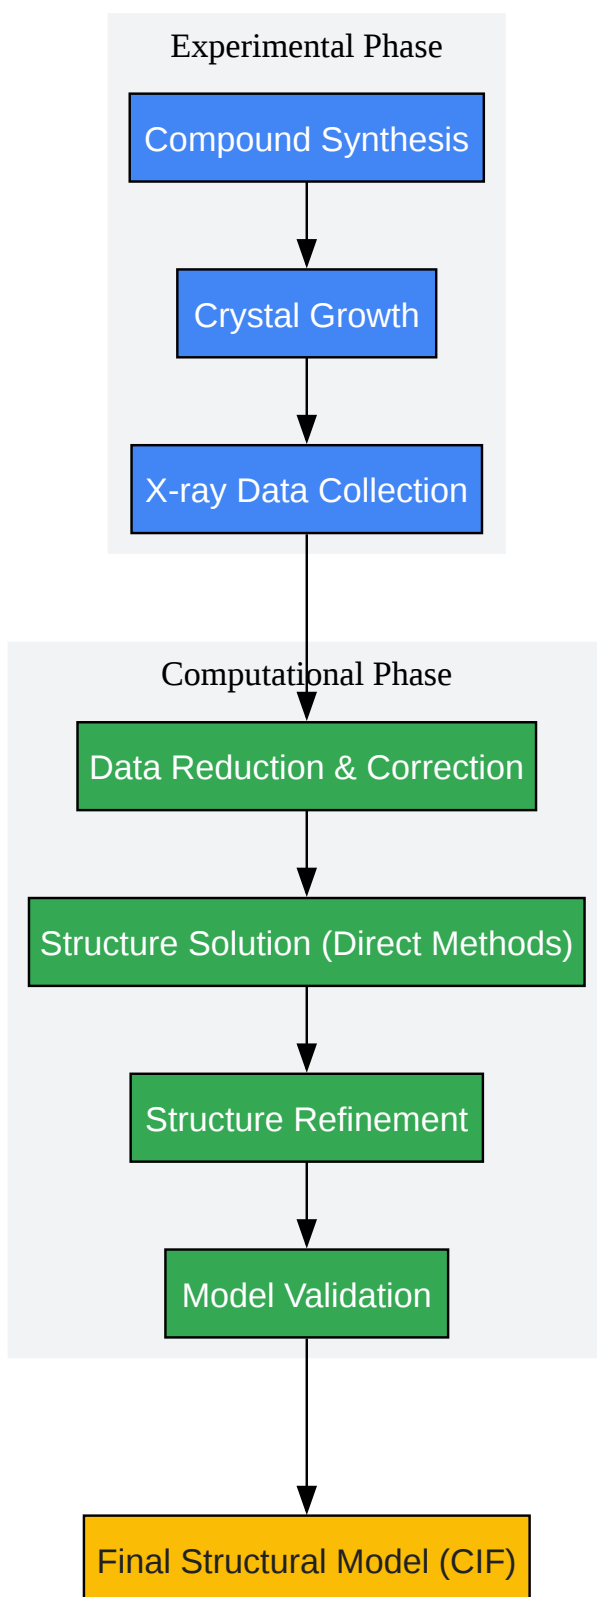 Experimental Phase
Compound Synthesis
Crystal Growth
X-ray Data Collection
Computational Phase
Data Reduction & Correction
Structure Solution (Direct Methods)
Structure Refinement
Model Validation
Final Structural Model (CIF)